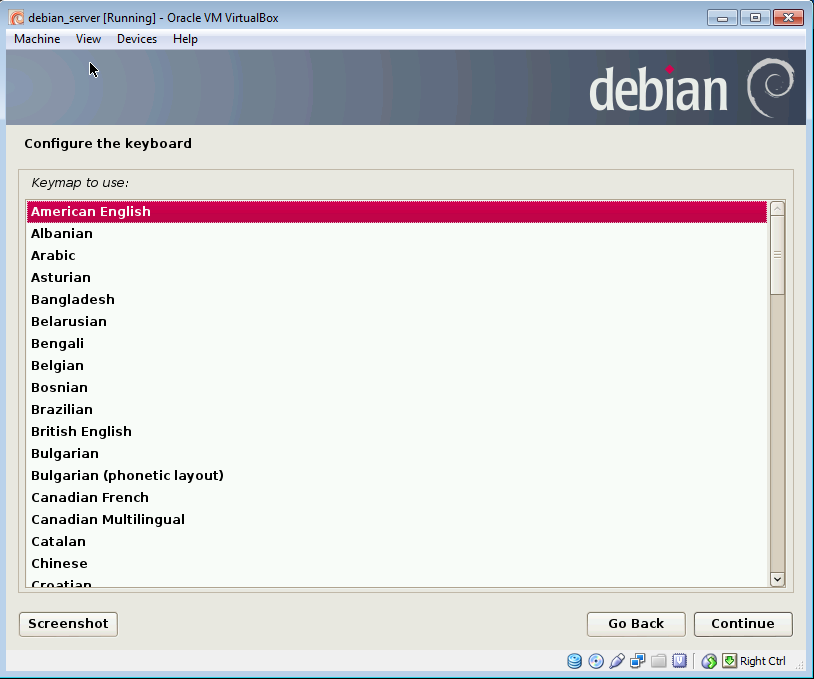 debian_server [Running] - Oracle VM VirtualBox
Machine View Devices Help
debian
Configure the keyboard
Keymap to use:
American English
Albanian
Arabic
Asturian
Bangladesh
Belarusian
Bengali
Belgian
Bosnian
Brazilian
British English
Bulgarian
Bulgarian (phonetic layout)
Canadian French
Canadian Multilingual
Catalan
Chinese
Croatian
Screenshot Go Back Continue
Right Ctrl